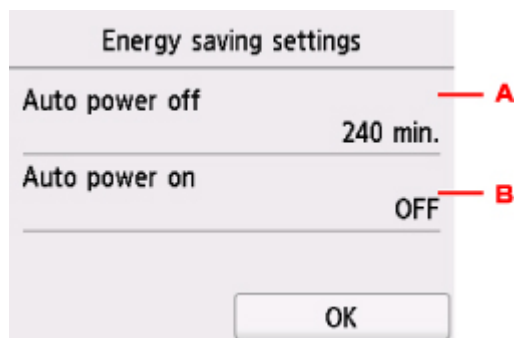 Energy saving settings
Auto power off
A
240 min.
Auto power on
B
OFF
OK